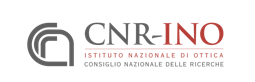 CNR-INO
ISTITUTO NAZIONALE DI OTTICA
CONSIGLIO NAZIONALE DELLE RICERCHE